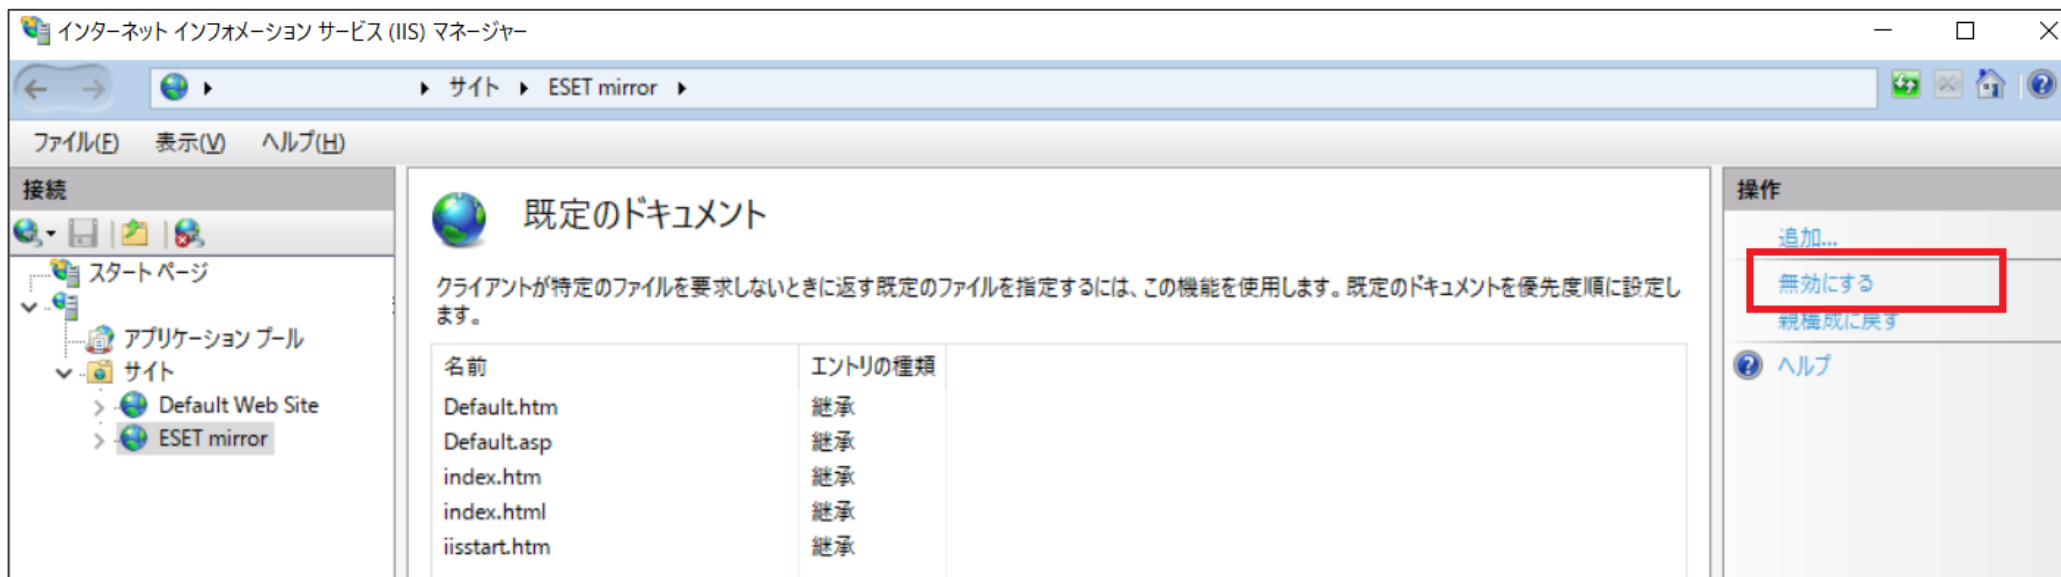 インターネット インフォメーション サービス (IIS) マネージャー
サイト ESET mirror
ファイル(F) 表示(V) ヘルプ(H)
接続
スタート ページ
アプリケーション プール
サイト
Default Web Site
ESET mirror
既定のドキュメント
クライアントが特定のファイルを要求しないときに返す既定のファイルを指定するには、この機能を使用します。既定のドキュメントを優先度順に設定し
ます。
名前 エントリの種類
Default.htm 継承
Default.asp 継承
index.htm 継承
index.html 継承
iisstart.htm 継承
操作
追加...
無効にする
親構成に戻す
ヘルプ